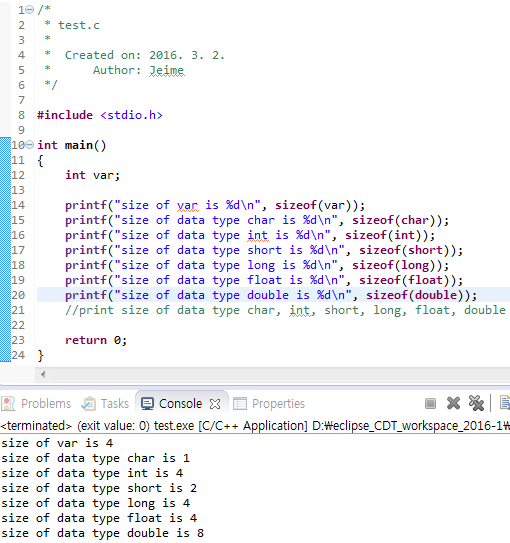 1 /*
2  * test.c
3  *
4  *  Created on: 2016. 3. 2.
5  *      Author: Jeime
6  */
7
8 #include <stdio.h>
9
10 int main()
11 {
12     int var;
13
14     printf("size of var is %d\n", sizeof(var));
15     printf("size of data type char is %d\n", sizeof(char));
16     printf("size of data type int is %d\n", sizeof(int));
17     printf("size of data type short is %d\n", sizeof(short));
18     printf("size of data type long is %d\n", sizeof(long));
19     printf("size of data type float is %d\n", sizeof(float));
20     printf("size of data type double is %d\n", sizeof(double));
21     //print size of data type char, int, short, long, float, double
22
23     return 0;
24 }
Problems Tasks Console Properties
<terminated> (exit value: 0) test.exe [C/C++ Application] D:₩eclipse_CDT_workspace_2016-1₩
size of var is 4
size of data type char is 1
size of data type int is 4
size of data type short is 2
size of data type long is 4
size of data type float is 4
size of data type double is 8